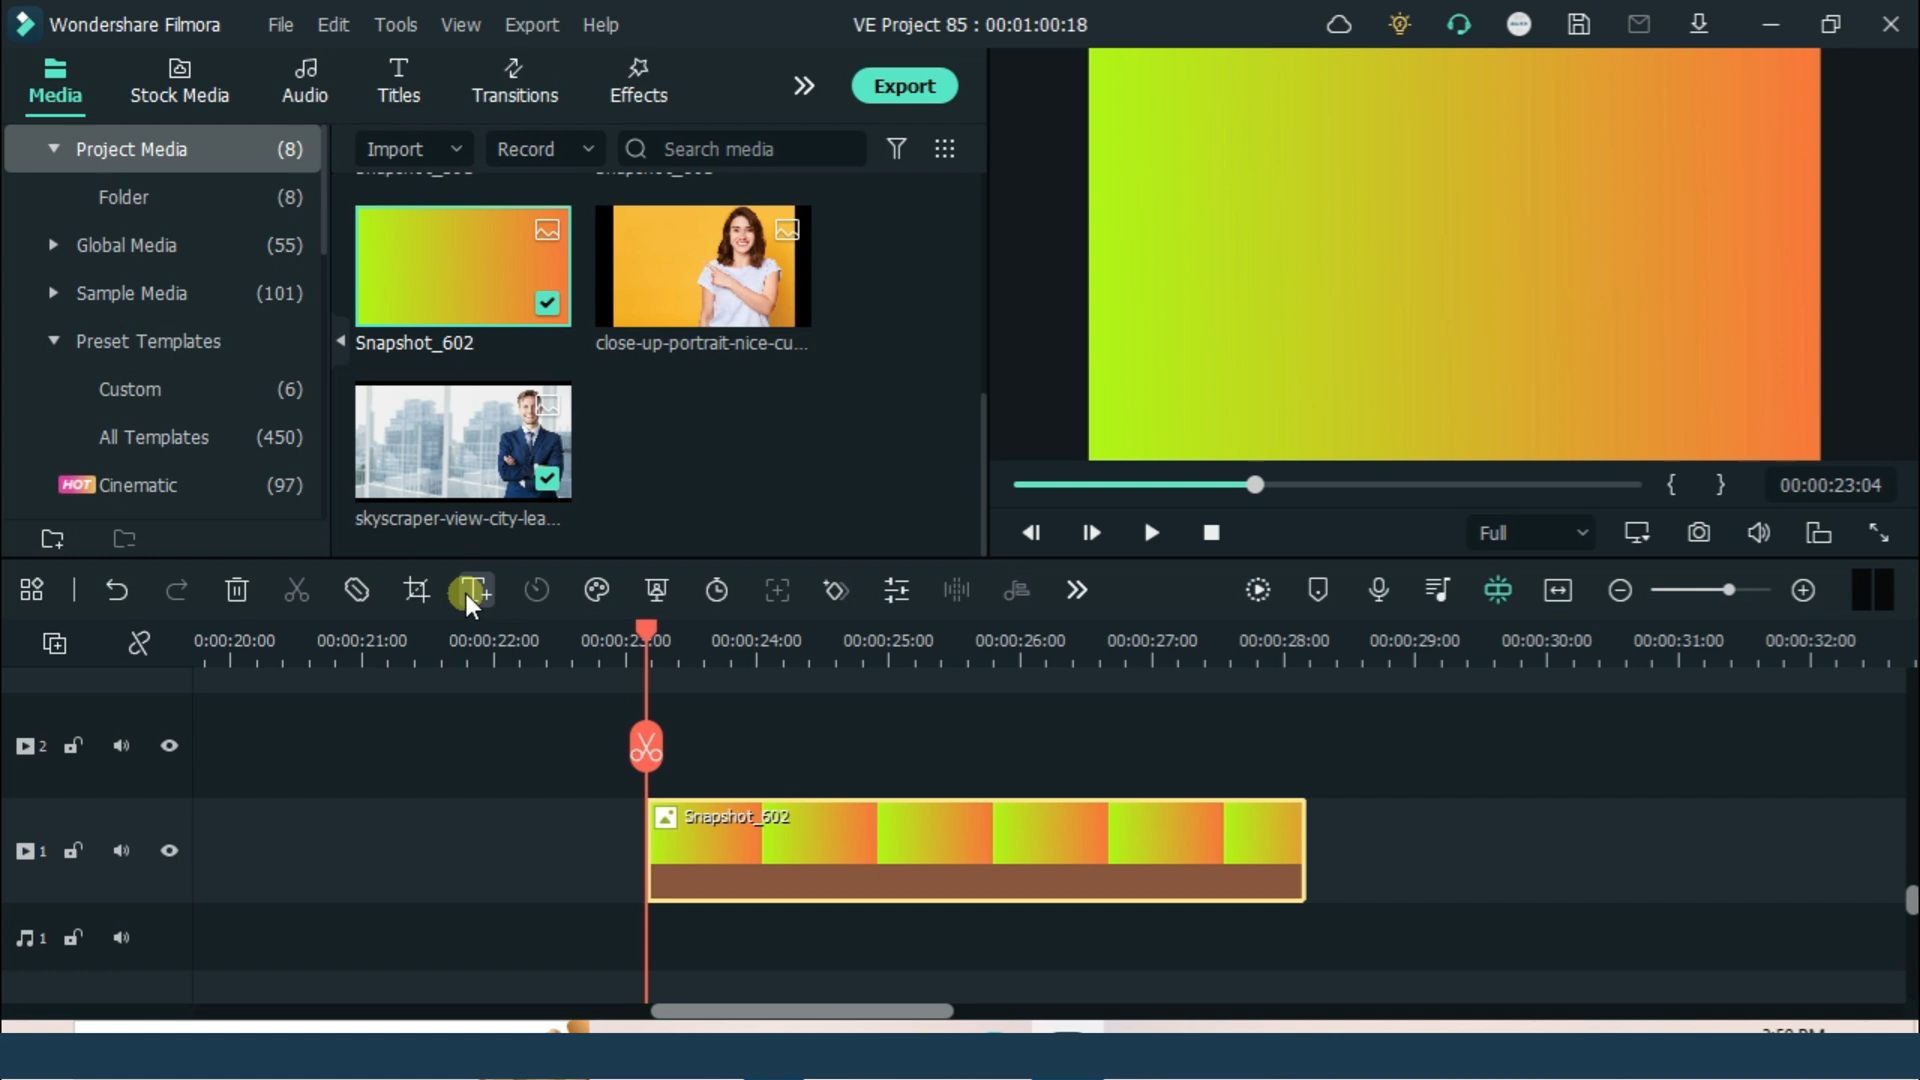 Wondershare Filmora
File
Edit
Tools
View
Export
Help
VE Project 85 : 00:01:00:18
Media
Stock Media
Audio
Titles
Transitions
Effects
Export
Project Media (8)
Folder (8)
Global Media (55)
Sample Media (101)
Preset Templates
Custom (6)
All Templates (450)
HOT Cinematic (97)
Import
Record
Search media
Snapshot_602
close-up-portrait-nice-cu...
skyscraper-view-city-lea...
00:00:23:04
Full
0:00:20:00
00:00:21:00
00:00:22:00
00:00:23:00
00:00:24:00
00:00:25:00
00:00:26:00
00:00:27:00
00:00:28:00
00:00:29:00
00:00:30:00
00:00:31:00
00:00:32:00
2
1
Snapshot_602
1